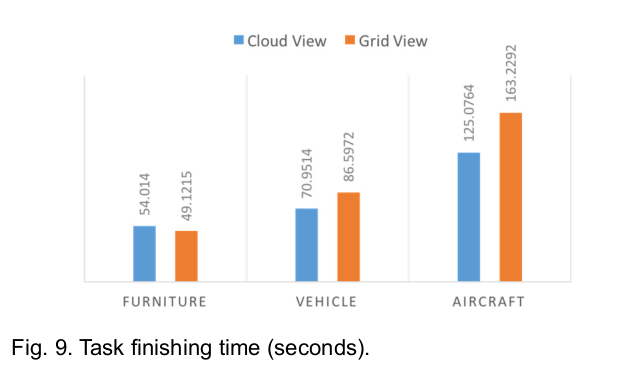 Cloud View Grid View
54.014 49.1215 70.9514 86.5972 125.0764 163.2292
FURNITURE VEHICLE AIRCRAFT
Fig. 9. Task finishing time (seconds).